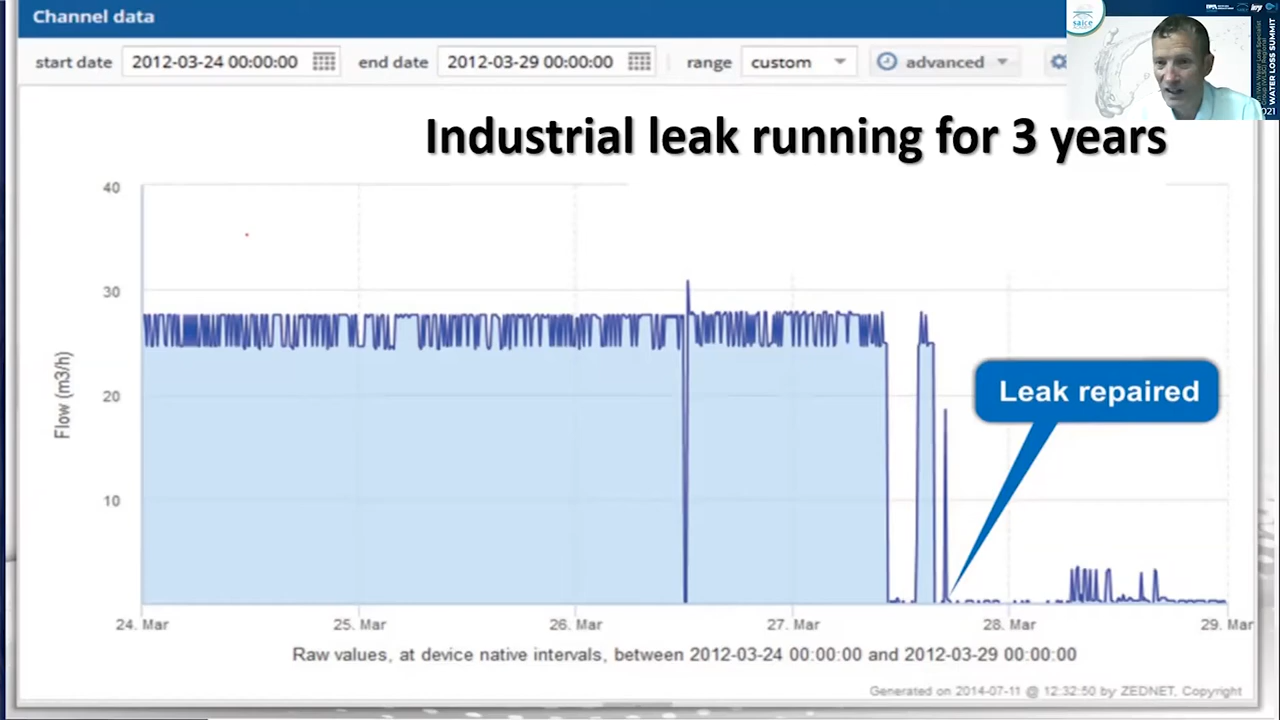 Channel data
start date 2012-03-24 00:00:00 end date 2012-03-29 00:00:00 range custom advanced
saice
WATER LOSS SUMMIT
Industrial leak running for 3 years
40
30
20
10
Flow (m3/h)
Leak repaired
24. Mar 25. Mar 26. Mar 27. Mar 28. Mar 29. Mar
Raw values, at device native intervals, between 2012-03-24 00:00:00 and 2012-03-29 00:00:00
Generated on 2014-07-11 @ 12:32:50 by ZEDNET, Copyright